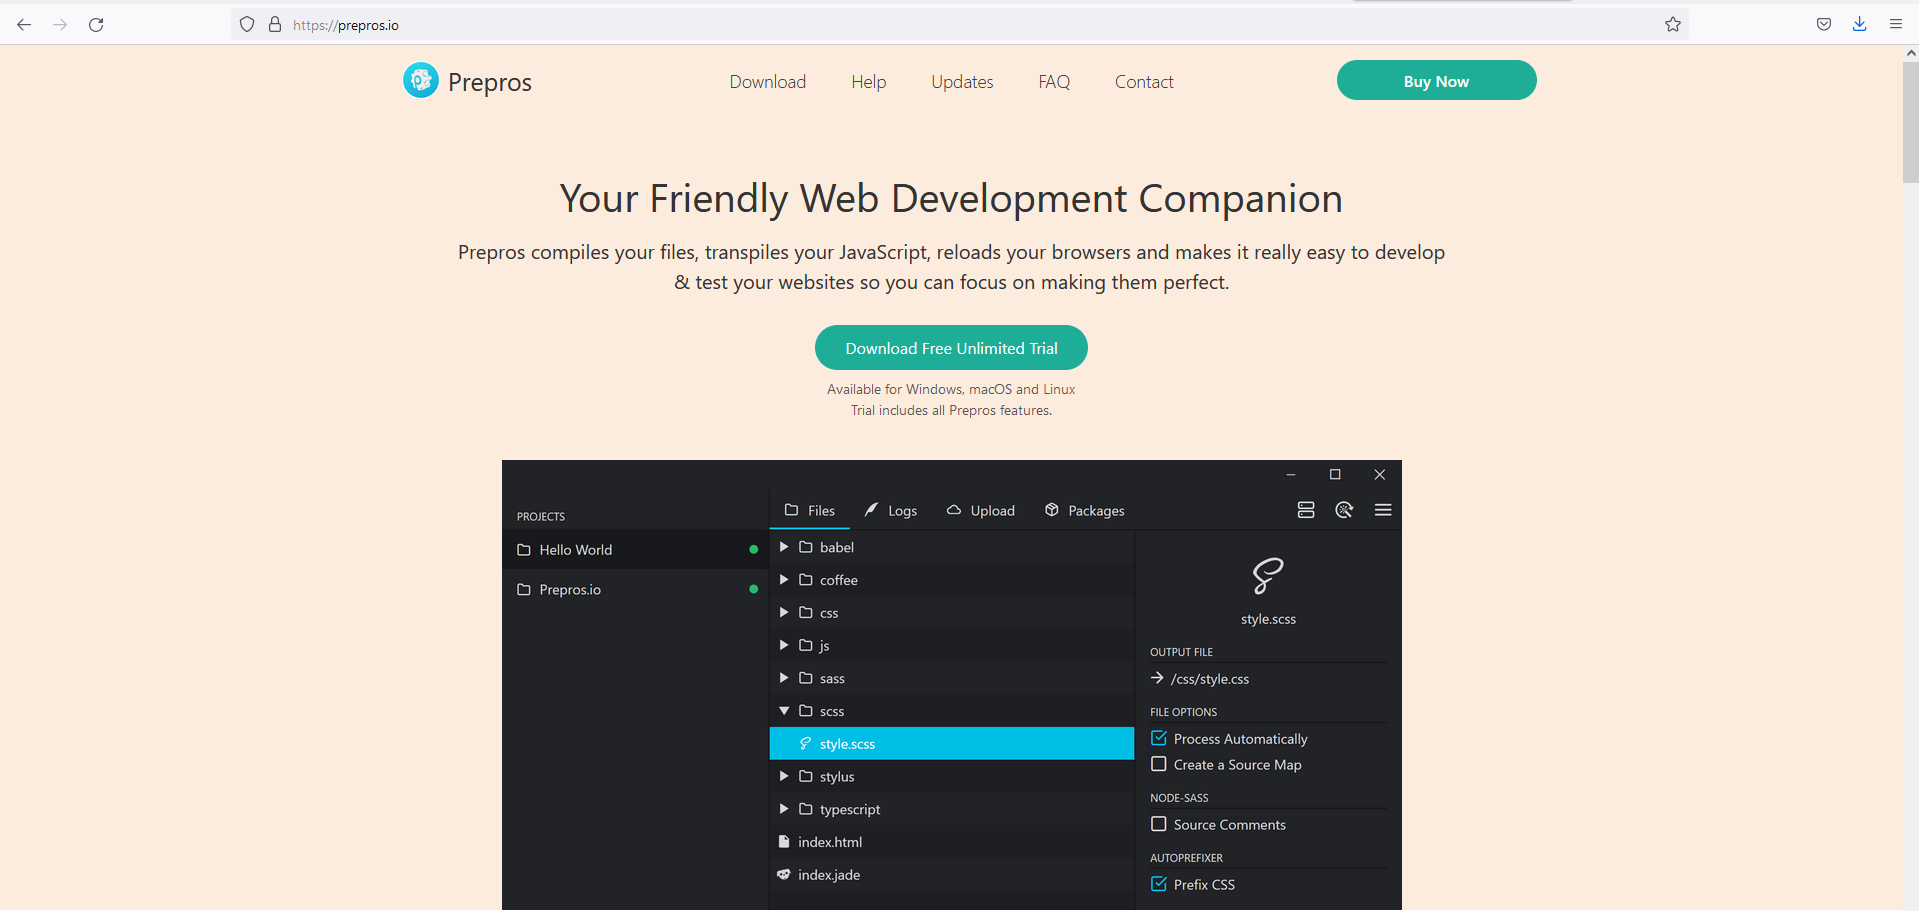 https://prepros.io
Prepros
Download Help Updates FAQ Contact
Buy Now
Your Friendly Web Development Companion
Prepros compiles your files, transpiles your JavaScript, reloads your browsers and makes it really easy to develop
& test your websites so you can focus on making them perfect.
Download Free Unlimited Trial
Available for Windows, macOS and Linux
Trial includes all Prepros features.
PROJECTS
Hello World
Prepros.io
Files Logs Upload Packages
babel
coffee
css
js
sass
scss
style.scss
stylus
typescript
index.html
index.jade
style.scss
OUTPUT FILE
/css/style.css
FILE OPTIONS
Process Automatically
Create a Source Map
NODE-SASS
Source Comments
AUTOPREFIXER
Prefix CSS